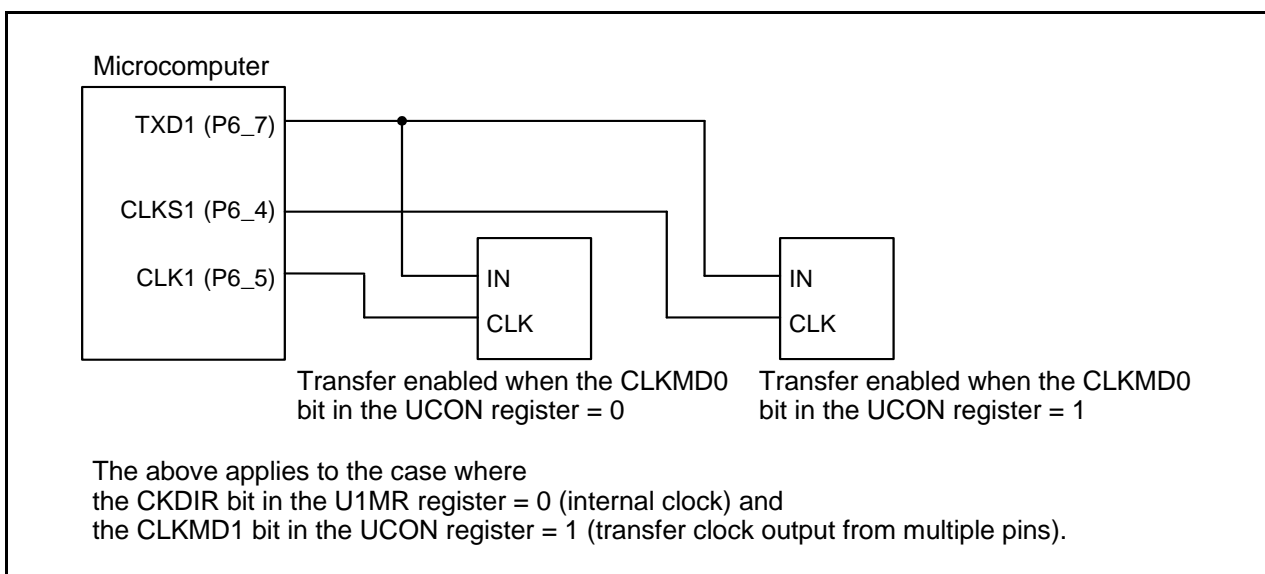 Microcomputer
TXD1 (P6_7)
CLKS1 (P6_4)
CLK1 (P6_5)
IN
CLK
IN
CLK
Transfer enabled when the CLKMD0
bit in the UCON register = 0
Transfer enabled when the CLKMD0
bit in the UCON register = 1
The above applies to the case where
the CKDIR bit in the U1MR register = 0 (internal clock) and
the CLKMD1 bit in the UCON register = 1 (transfer clock output from multiple pins).